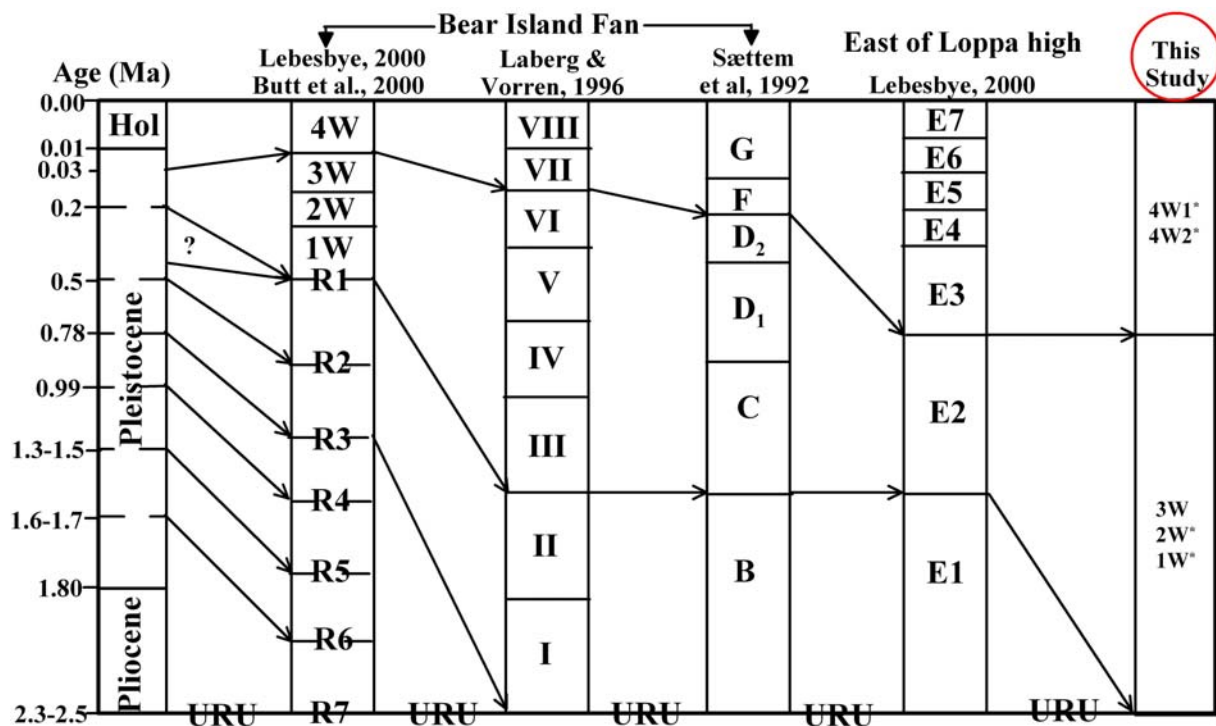 Bear Island Fan
Age (Ma)
Lebesbye, 2000
Butt et al., 2000
Laberg &
Vorren, 1996
Sættem
et al, 1992
East of Loppa high
Lebesbye, 2000
This
Study
0.00
0.01
0.03
0.2
0.5
0.78
0.99
1.3-1.5
1.6-1.7
1.80
2.3-2.5
Hol
Pleistocene
Pliocene
?
4W
3W
2W
1W
R1
R2
R3
R4
R5
R6
R7
VIII
VII
VI
V
IV
III
II
I
G
F
D2
D1
C
B
E7
E6
E5
E4
E3
E2
E1
4W1*
4W2*
3W
2W*
1W*
URU
URU
URU
URU
URU